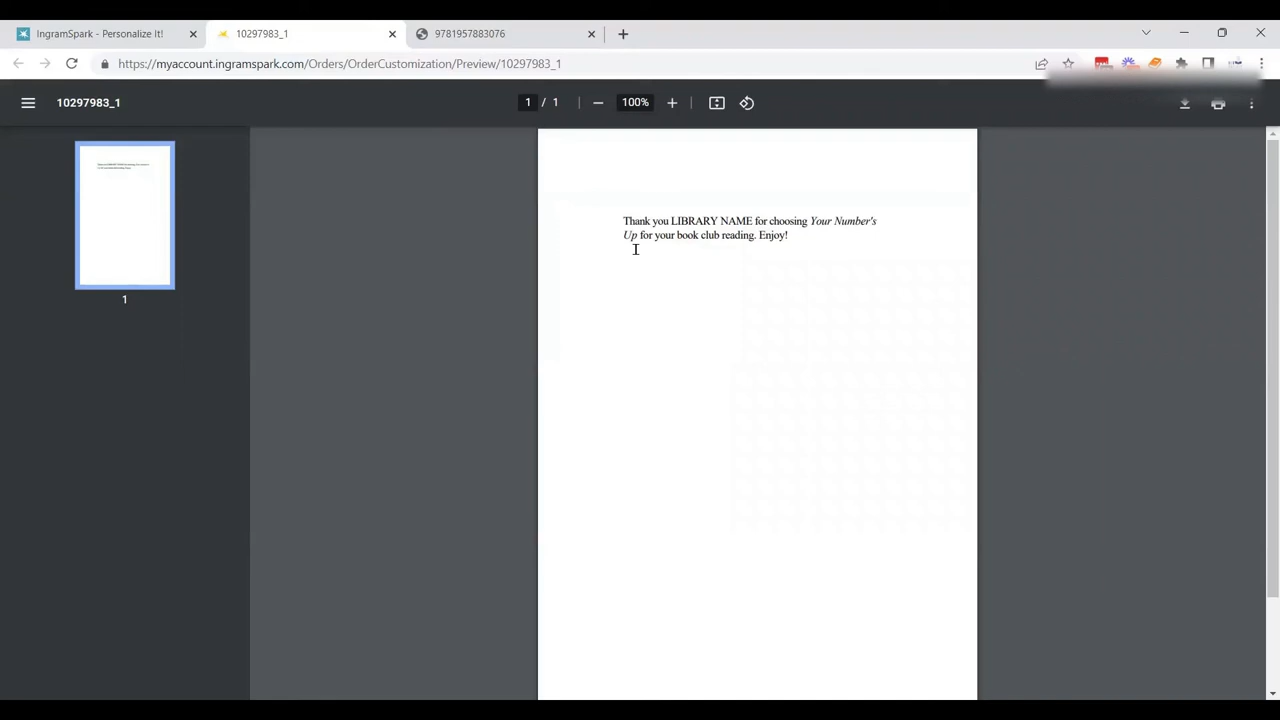 IngramSpark - Personalize It!
10297983_1
9781957883076
https://myaccount.ingramspark.com/Orders/OrderCustomization/Preview/10297983_1
10297983_1
1 / 1
100%
1
Thank you LIBRARY NAME for choosing Your Number's
Up for your book club reading. Enjoy!